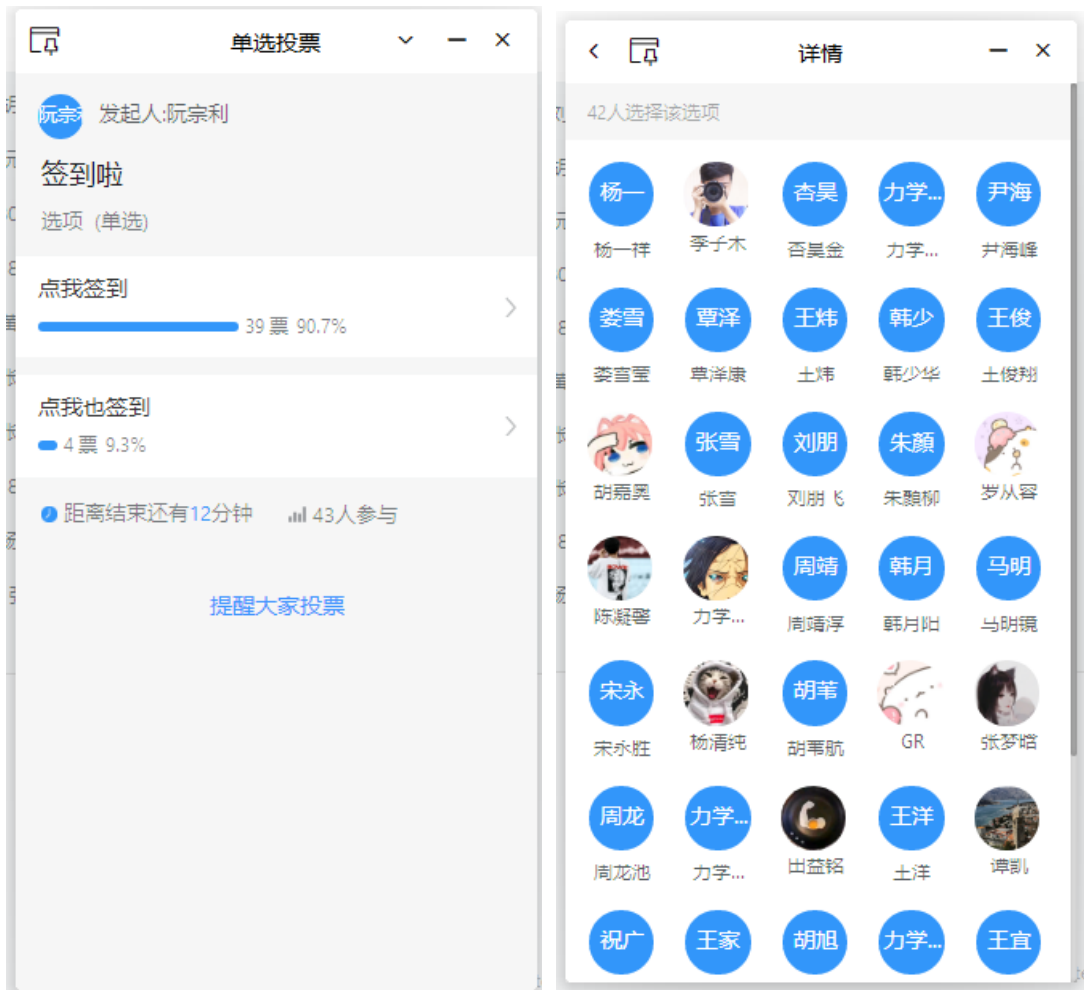 单选投票
阮宗利
发起人:阮宗利
签到啦
选项 (单选)
点我签到
39 票 90.7%
点我也签到
4 票 9.3%
距离结束还有12分钟 43人参与
提醒大家投票
详情
42人选择该选项
杨一 杏昊 力学... 尹海
杨一祥 李子木 杏昊金 力学... 尹海峰
娄雪 覃泽 王炜 韩少 王俊
娄雪莹 覃泽康 王炜 韩少华 王俊翔
张雪 刘朋 朱颜
胡嘉奥 张雪 刘朋飞 朱颜柳 罗从容
周靖 韩月 马明
陈凝馨 力学... 周靖淳 韩月阳 马明镜
宋永 胡苇
宋永胜 杨清纯 胡苇航 GR 张梦晗
周龙 力学... 王洋
周龙池 力学... 田益铭 王洋 谭凯
祝广 王家 胡旭 力学... 王宜